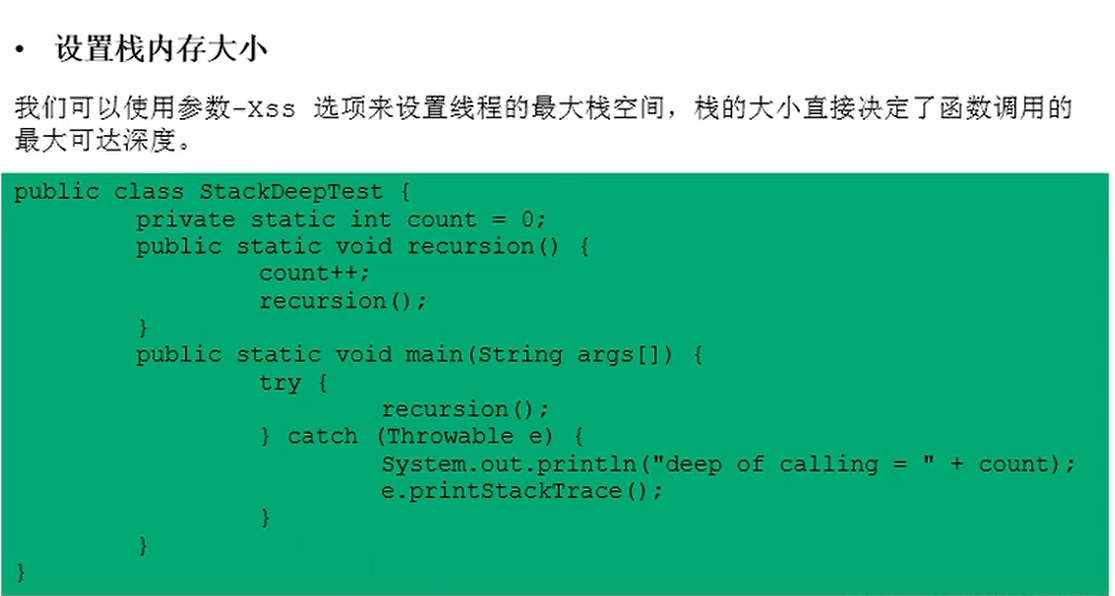 • 设置栈内存大小
我们可以使用参数-Xss 选项来设置线程的最大栈空间，栈的大小直接决定了函数调用的
最大可达深度。
public class StackDeepTest {
private static int count = 0;
public static void recursion() {
count++;
recursion();
}
public static void main(String args[]) {
try {
recursion();
} catch (Throwable e) {
System.out.println("deep of calling = " + count);
e.printStackTrace();
}
}
}